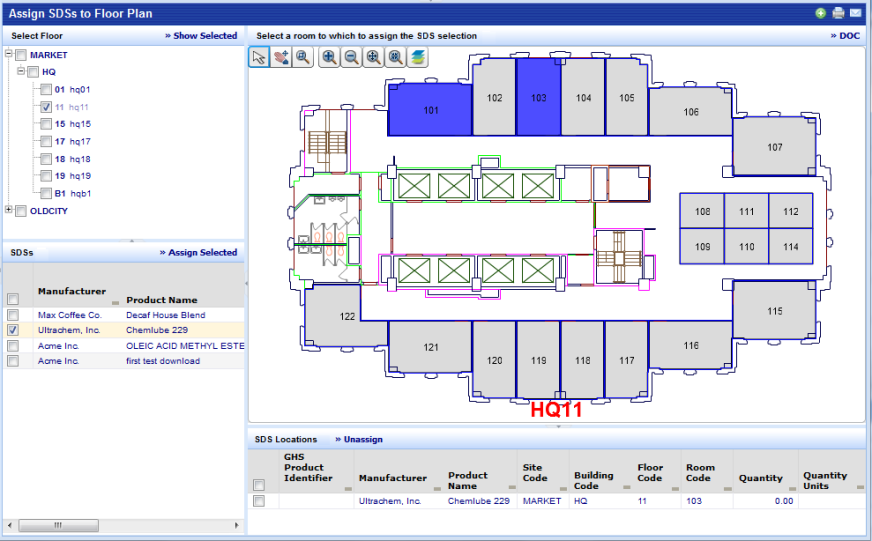 Assign SDSs to Floor Plan
Select Floor » Show Selected
MARKET
HQ
01 hq01
11 hq11
15 hq15
17 hq17
18 hq18
19 hq19
B1 hqb1
OLDCITY
SDSs » Assign Selected
Manufacturer Product Name
Max Coffee Co. Decaf House Blend
Ultrachem, Inc. Chemlube 229
Acme Inc. OLEIC ACID METHYL ESTE
Acme Inc. first test download
Select a room to which to assign the SDS selection » DOC
101 102 103 104 105 106
107
108 111 112
109 110 114
115
122
121 120 119 118 117 116
HQ11
SDS Locations » Unassign
GHS Product Identifier Manufacturer Product Name Site Code Building Code Floor Code Room Code Quantity Quantity Units
Ultrachem, Inc. Chemlube 229 MARKET HQ 11 103 0.00